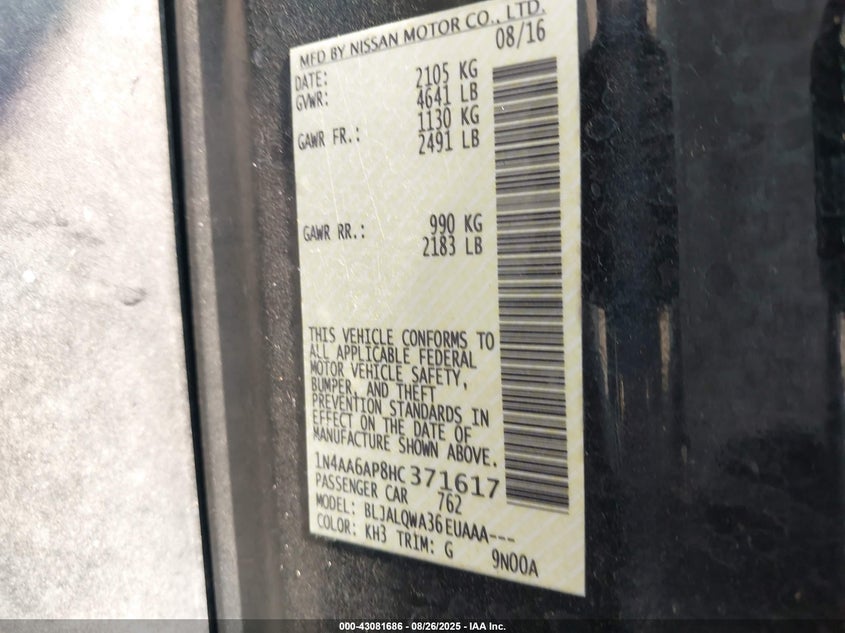 MFD BY NISSAN MOTOR CO., LTD.
DATE: 08/16
GVWR: 2105 KG
4641 LB
GAWR FR.: 1130 KG
2491 LB
GAWR RR.: 990 KG
2183 LB
THIS VEHICLE CONFORMS TO
ALL APPLICABLE FEDERAL
MOTOR VEHICLE SAFETY,
BUMPER, AND THEFT
PREVENTION STANDARDS IN
EFFECT ON THE DATE OF
MANUFACTURE SHOWN ABOVE.
1N4AA6AP8HC371617
PASSENGER CAR 762
MODEL: BLJALQWA36EUAAA---
COLOR: KH3 TRIM: G 9N00A
000-43081686 - 08/26/2025 - IAA Inc.